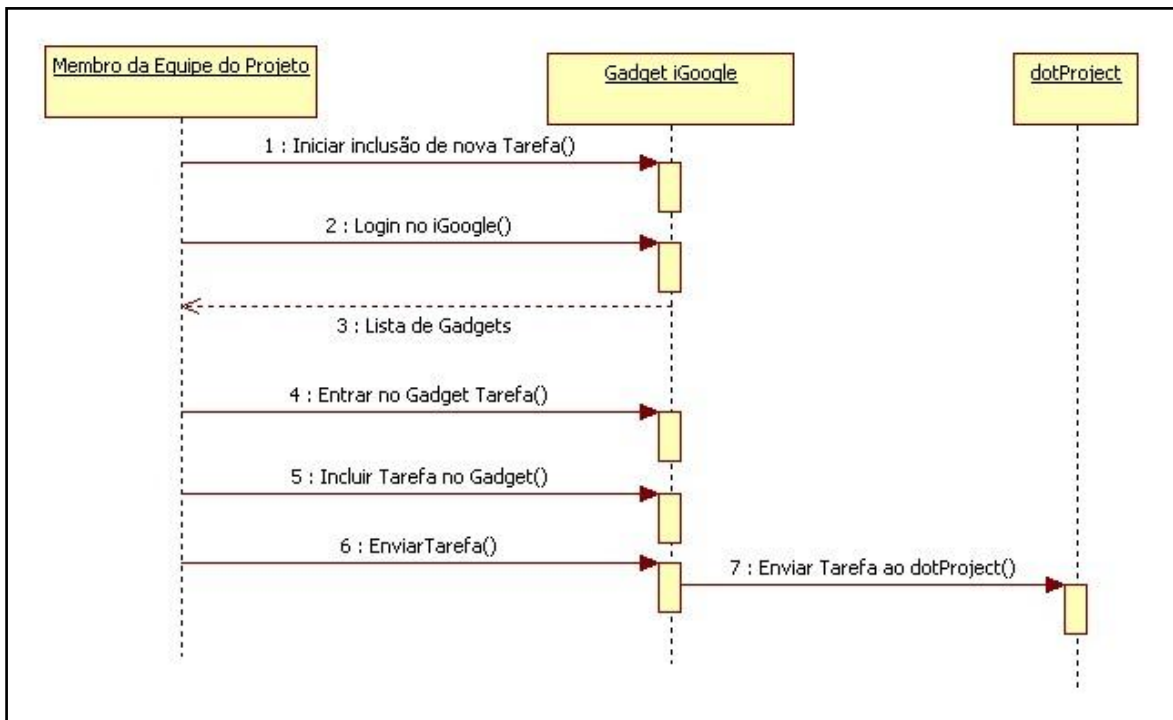 Membro da Equipe do Projeto
Gadget iGoogle
dotProject
1 : Iniciar inclusão de nova Tarefa()
2 : Login no iGoogle()
3 : Lista de Gadgets
4 : Entrar no Gadget Tarefa()
5 : Incluir Tarefa no Gadget()
6 : EnviarTarefa()
7 : Enviar Tarefa ao dotProject()